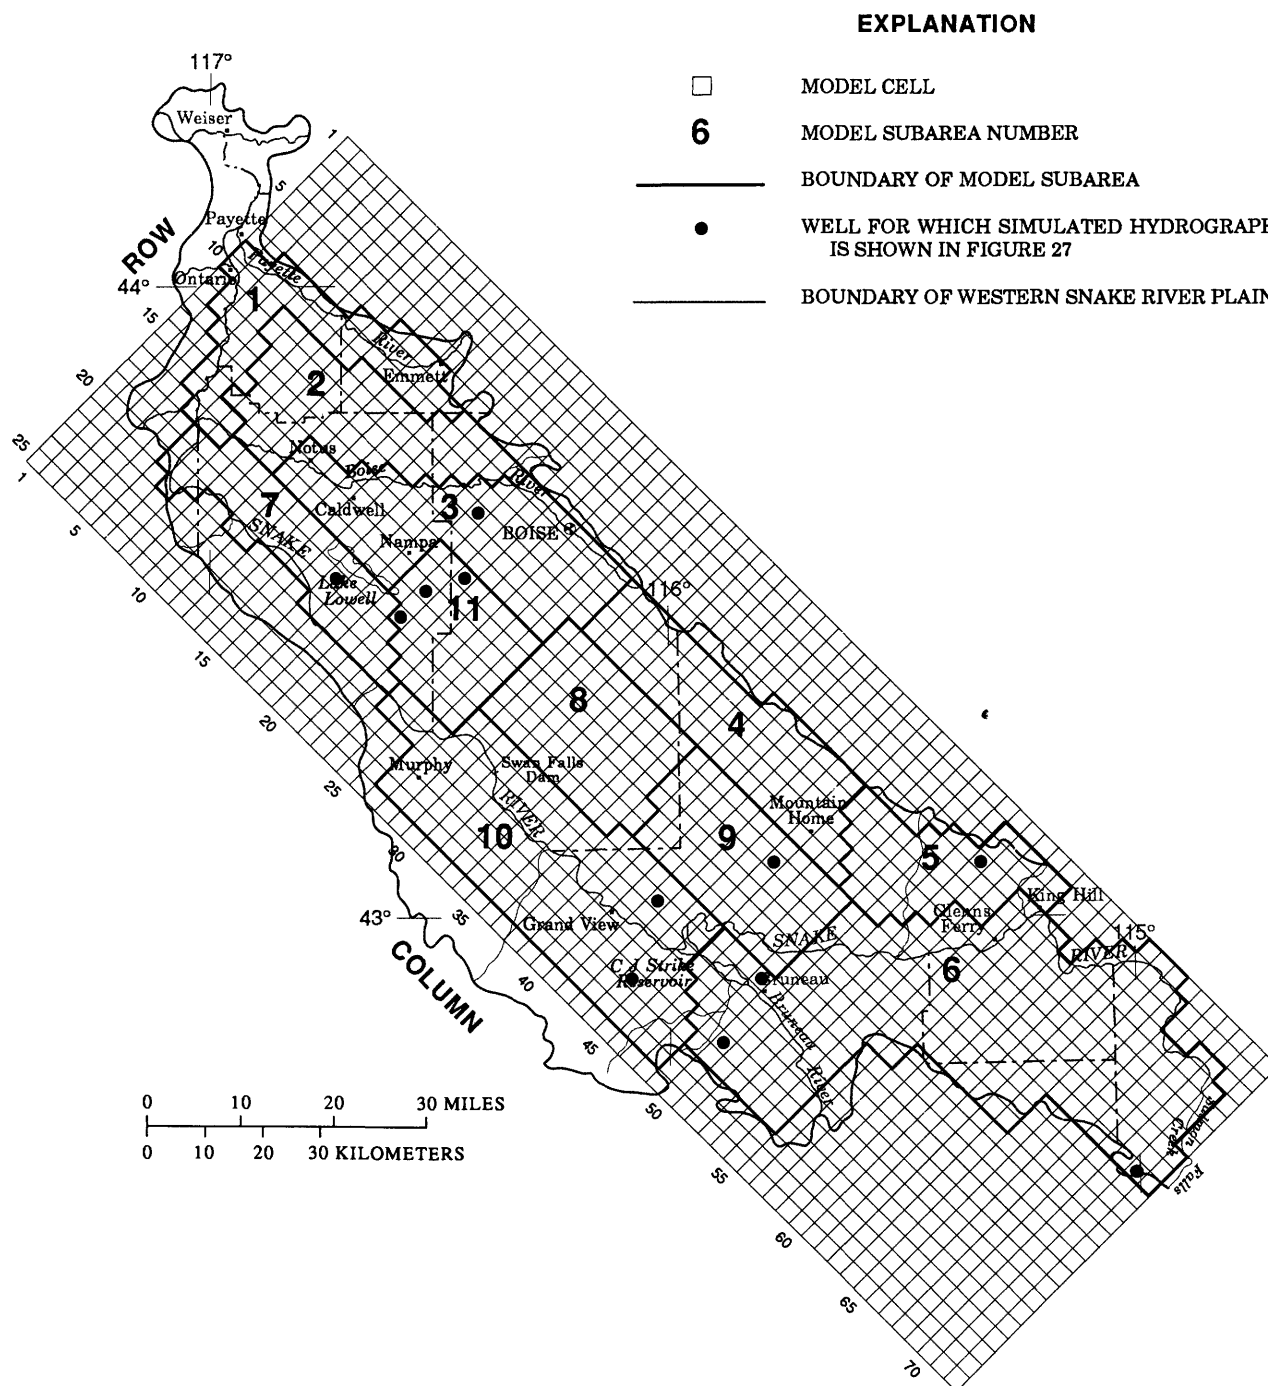 EXPLANATION
MODEL CELL
6 MODEL SUBAREA NUMBER
BOUNDARY OF MODEL SUBAREA
WELL FOR WHICH SIMULATED HYDROGRAPH
IS SHOWN IN FIGURE 27
BOUNDARY OF WESTERN SNAKE RIVER PLAIN
117°
Weiser
1
5
Payette
ROW
10
Payette
Ontario
44°
1
15
River
20
2
Emmett
25
1
Notus
Boise
River
7
3
Caldwell
SNAKE
BOISE
5
Nampa
Lake
Lowell
116°
10
11
15
8
4
20
Murphy
Swan Falls
Dam
25
RIVER
Mountain
Home
10
9
30
5
King Hill
43°
35
Grand View
Glenns
Ferry
SNAKE
115°
RIVER
COLUMN
C J Strike
Reservoir
6
40
Bruneau
Bruneau
River
45
50
0 10 20 30 MILES
0 10 20 30 KILOMETERS
Salmon
Creek
Falls
55
60
65
70